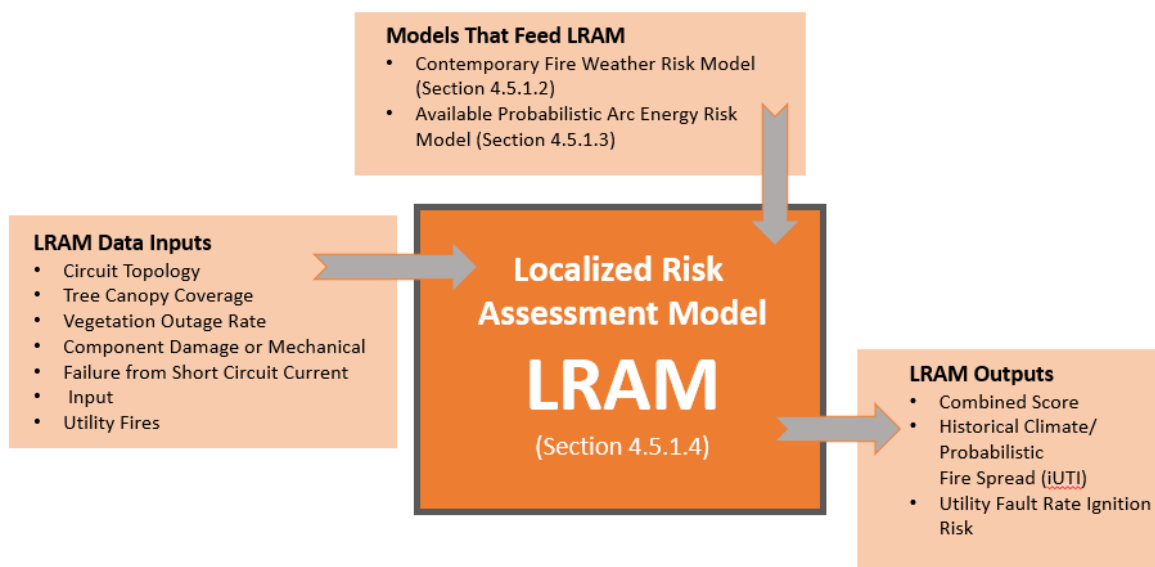 Models That Feed LRAM
• Contemporary Fire Weather Risk Model
(Section 4.5.1.2)
• Available Probabilistic Arc Energy Risk
Model (Section 4.5.1.3)
LRAM Data Inputs
• Circuit Topology
• Tree Canopy Coverage
• Vegetation Outage Rate
• Component Damage or Mechanical
• Failure from Short Circuit Current
• Input
• Utility Fires
Localized Risk
Assessment Model
LRAM
(Section 4.5.1.4)
LRAM Outputs
• Combined Score
• Historical Climate/
Probabilistic
Fire Spread (iUTI)
• Utility Fault Rate Ignition
Risk